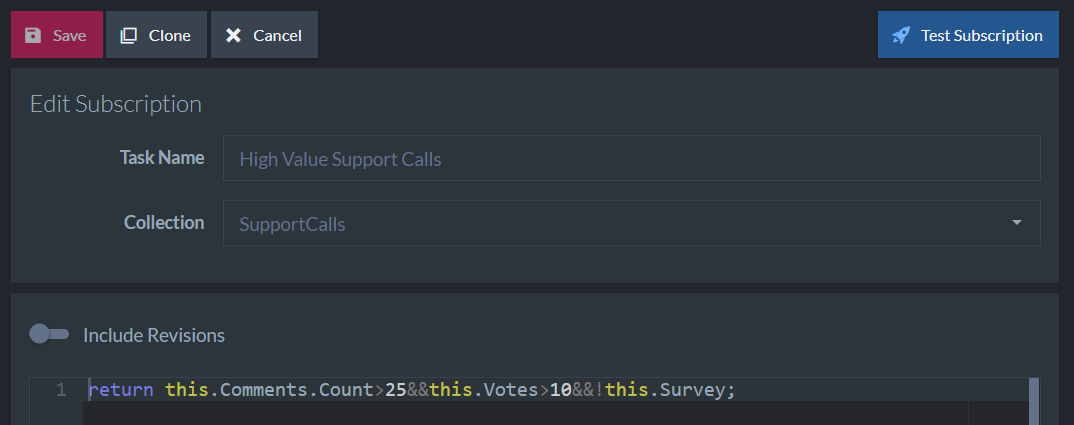 Save Clone Cancel Test Subscription
Edit Subscription
Task Name High Value Support Calls
Collection SupportCalls
Include Revisions
1 return this.Comments.Count>25&&this.Votes>10&&!this.Survey;